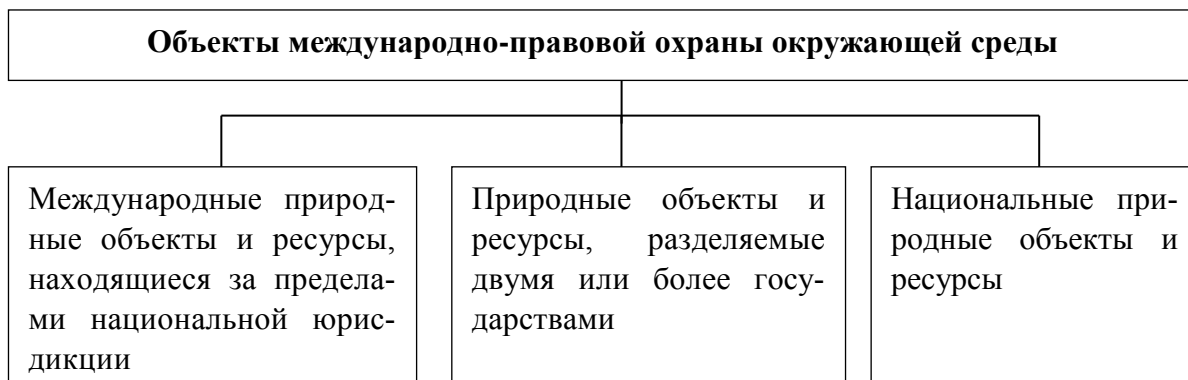 Объекты международно-правовой охраны окружающей среды
Международные природ-
ные объекты и ресурсы,
находящиеся за предела-
ми национальной юрис-
дикции
Природные объекты и
ресурсы, разделяемые
двумя или более госу-
дарствами
Национальные при-
родные объекты и
ресурсы